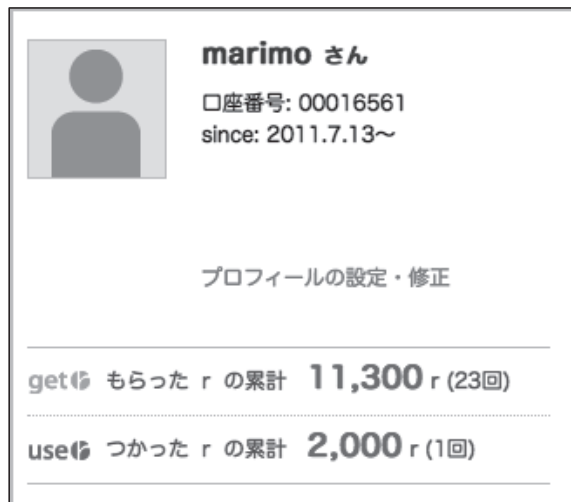 marimo さん
口座番号: 00016561
since: 2011.7.13〜
プロフィールの設定・修正
get もらった r の累計 11,300 r (23回)
use つかった r の累計 2,000 r (1回)